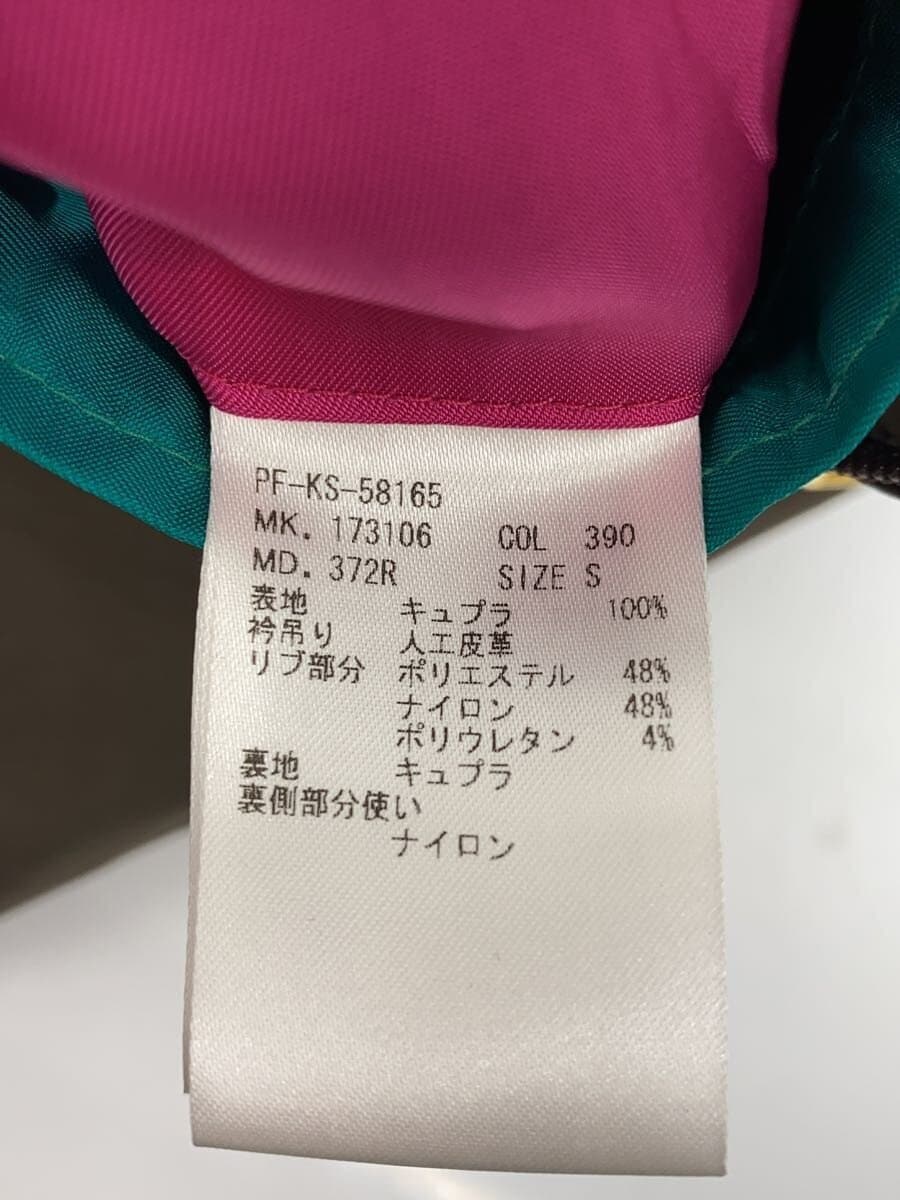 PF-KS-58165
MK. 173106 COL 390
MD. 372R SIZE S
表地 キュプラ 100%
衿吊り 人工皮革
リブ部分 ポリエステル 48%
ナイロン 48%
ポリウレタン 4%
裏地 キュプラ
裏側部分使い
ナイロン